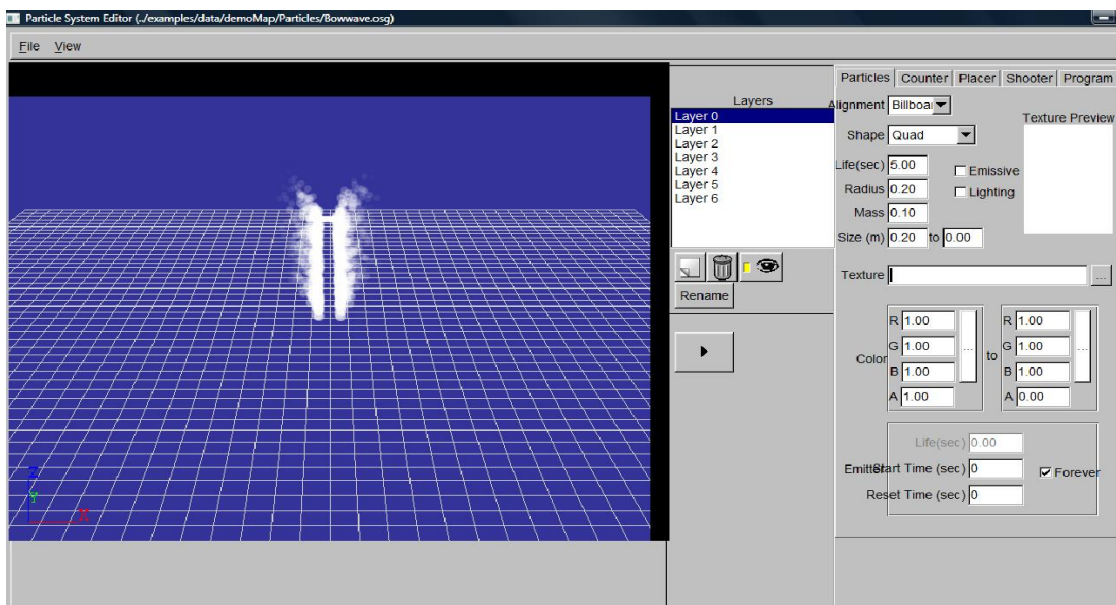 Particle System Editor (./examples/data/demoMap/Particles/Bowwave.osg)
File View
Layers
Layer 0
Layer 1
Layer 2
Layer 3
Layer 4
Layer 5
Layer 6
Rename
Z
Y
X
Particles Counter Placer Shooter Program
Alignment Billboa
Texture Preview
Shape Quad
Life(sec) 5.00 Emissive
Radius 0.20 Lighting
Mass 0.10
Size (m) 0.20 to 0.00
Texture ...
R 1.00 R 1.00
G 1.00 ... to G 1.00 ...
Color B 1.00 B 1.00
A 1.00 A 0.00
Life(sec) 0.00
Emitter Start Time (sec) 0 Forever
Reset Time (sec) 0